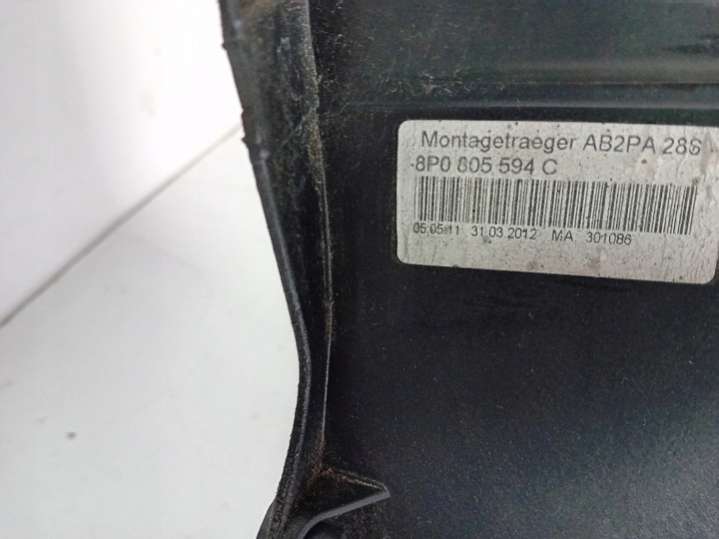 Montagetraeger AB2PA 28S
8P0 805 594 C
05:05:11 31.03.2012 MA 301086